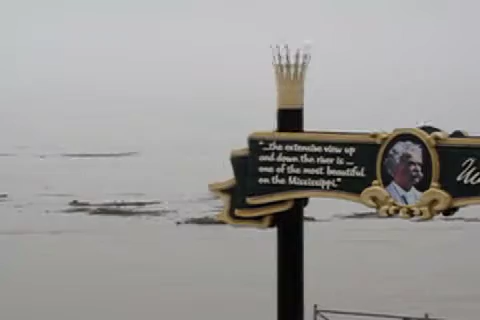 "...the extensive view up
and down the river is ...
one of the most beautiful
on the Mississippi."